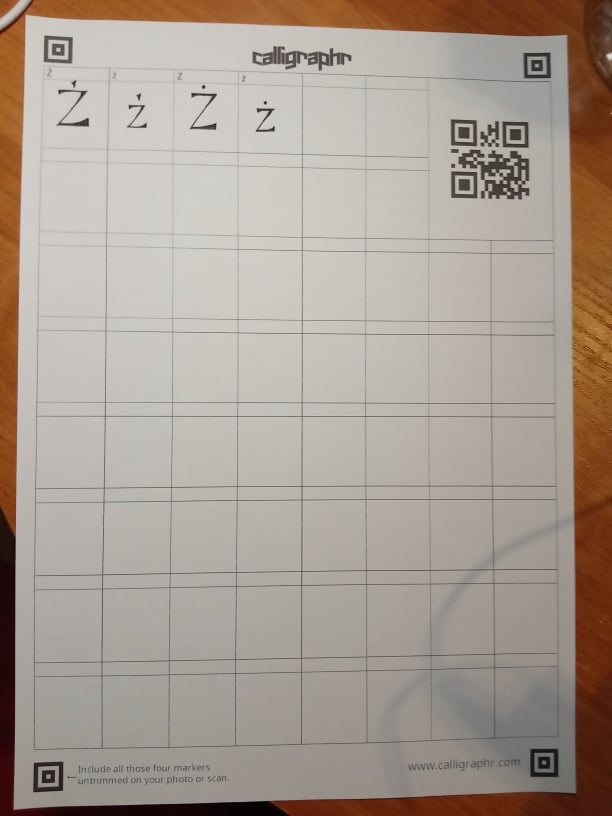 calligraphr
Ź ź Ż ż
Ź ź Ż ż
Include all those four markers
untrimmed on your photo or scan.
www.calligraphr.com